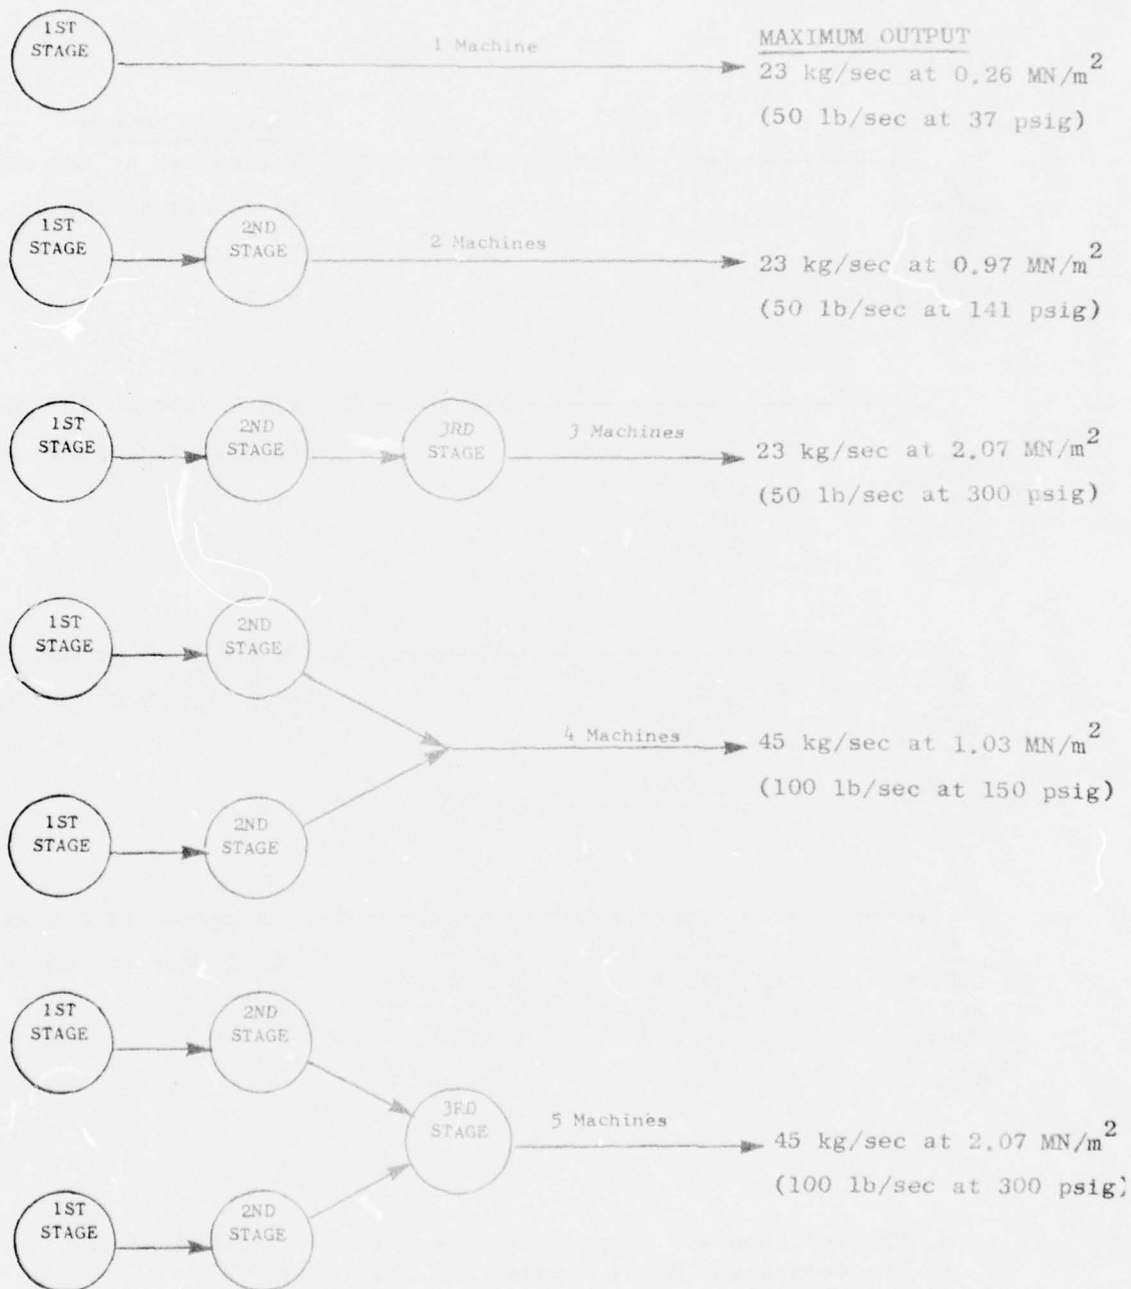 1ST
STAGE
1 Machine
MAXIMUM OUTPUT
23 kg/sec at 0.26 MN/m²
(50 lb/sec at 37 psig)
1ST
STAGE
2ND
STAGE
2 Machines
23 kg/sec at 0.97 MN/m²
(50 lb/sec at 141 psig)
1ST
STAGE
2ND
STAGE
3RD
STAGE
3 Machines
23 kg/sec at 2.07 MN/m²
(50 lb/sec at 300 psig)
1ST
STAGE
2ND
STAGE
4 Machines
45 kg/sec at 1.03 MN/m²
(100 lb/sec at 150 psig)
1ST
STAGE
2ND
STAGE
1ST
STAGE
2ND
STAGE
3RD
STAGE
5 Machines
45 kg/sec at 2.07 MN/m²
(100 lb/sec at 300 psig)
1ST
STAGE
2ND
STAGE